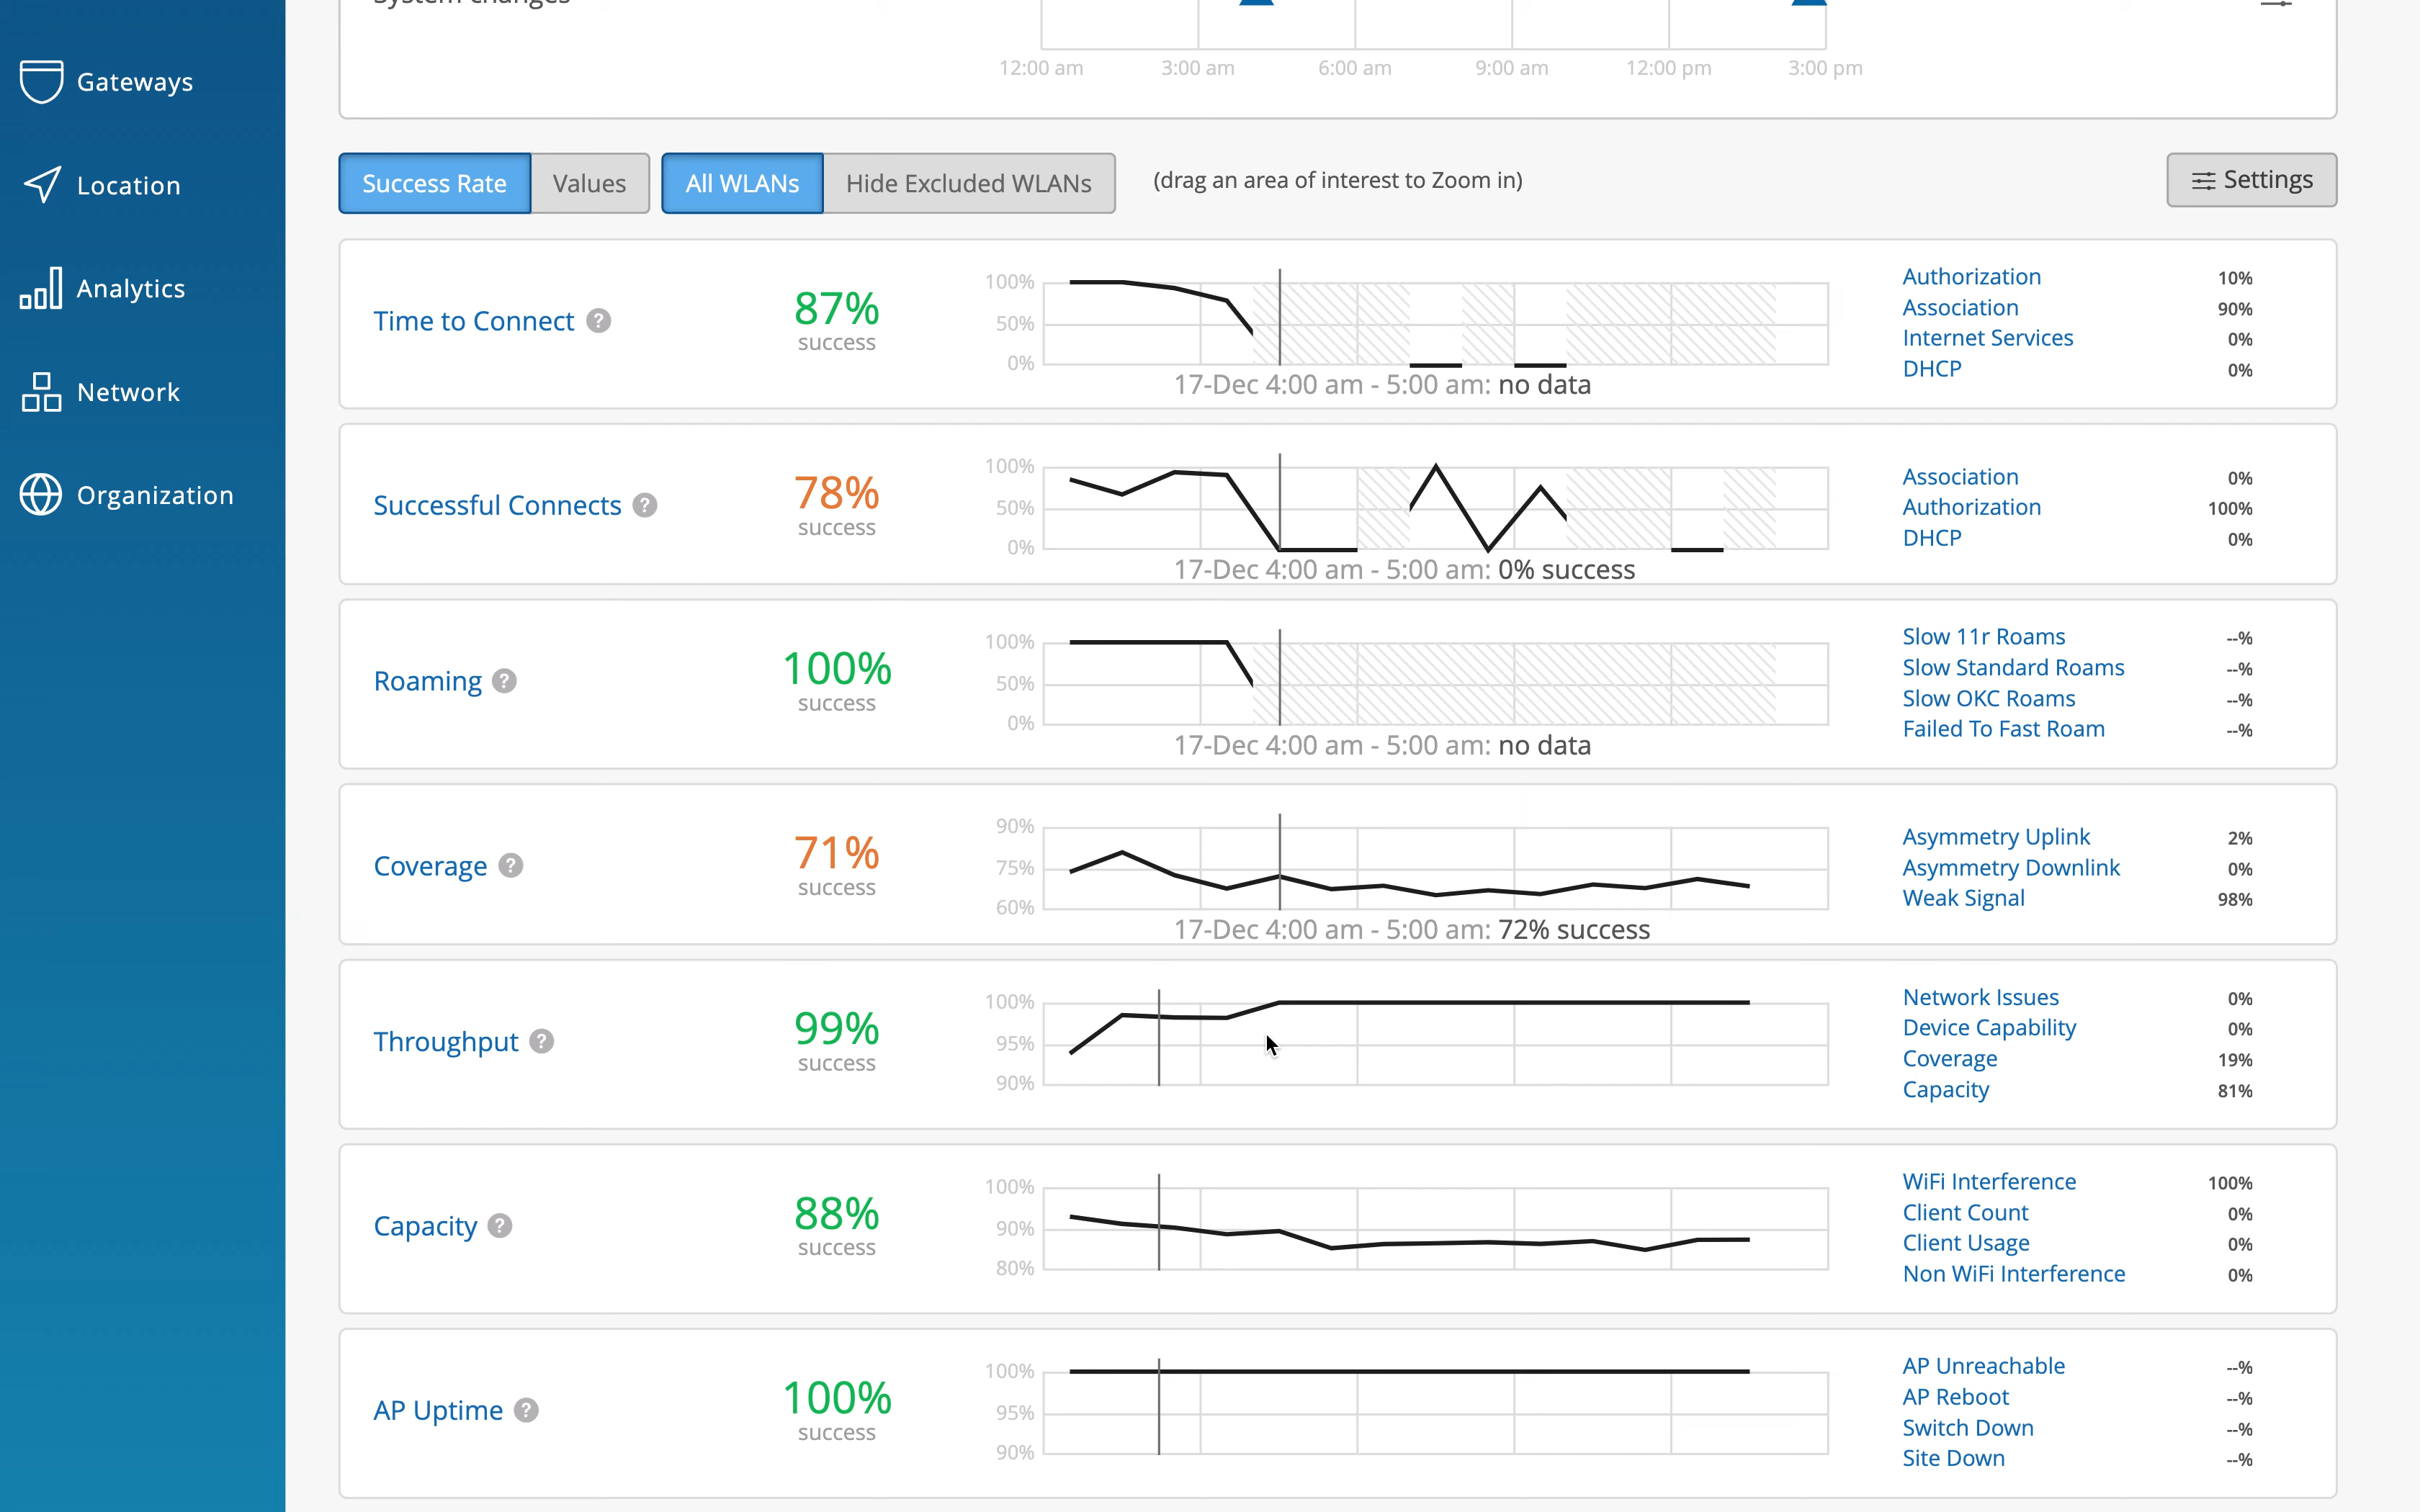 System changes
12:00 am 3:00 am 6:00 am 9:00 am 12:00 pm 3:00 pm
Gateways
Location
Analytics
Network
Organization
Success Rate Values All WLANs Hide Excluded WLANs (drag an area of interest to Zoom in) Settings
Time to Connect ?
87%
success
100%
50%
0%
17-Dec 4:00 am - 5:00 am: no data
Authorization 10%
Association 90%
Internet Services 0%
DHCP 0%
Successful Connects ?
78%
success
100%
50%
0%
17-Dec 4:00 am - 5:00 am: 0% success
Association 0%
Authorization 100%
DHCP 0%
Roaming ?
100%
success
100%
50%
0%
17-Dec 4:00 am - 5:00 am: no data
Slow 11r Roams --%
Slow Standard Roams --%
Slow OKC Roams --%
Failed To Fast Roam --%
Coverage ?
71%
success
90%
75%
60%
17-Dec 4:00 am - 5:00 am: 72% success
Asymmetry Uplink 2%
Asymmetry Downlink 0%
Weak Signal 98%
Throughput ?
99%
success
100%
95%
90%
Network Issues 0%
Device Capability 0%
Coverage 19%
Capacity 81%
Capacity ?
88%
success
100%
90%
80%
WiFi Interference 100%
Client Count 0%
Client Usage 0%
Non WiFi Interference 0%
AP Uptime ?
100%
success
100%
95%
90%
AP Unreachable --%
AP Reboot --%
Switch Down --%
Site Down --%